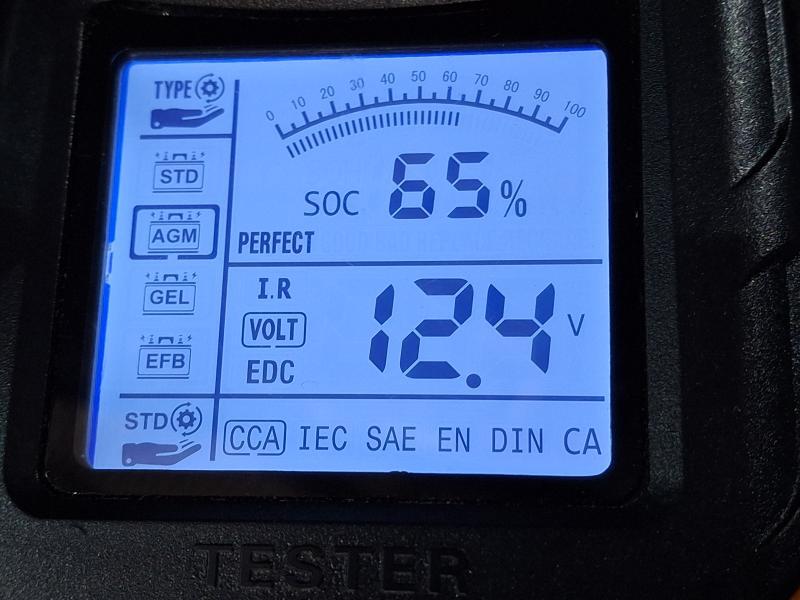 TYPE
STD
AGM
GEL
EFB
STD
0 10 20 30 40 50 60 70 80 90 100
SOC 65%
PERFECT
I.R
VOLT
EDC
12.4 V
CCA IEC SAE EN DIN CA
TESTER